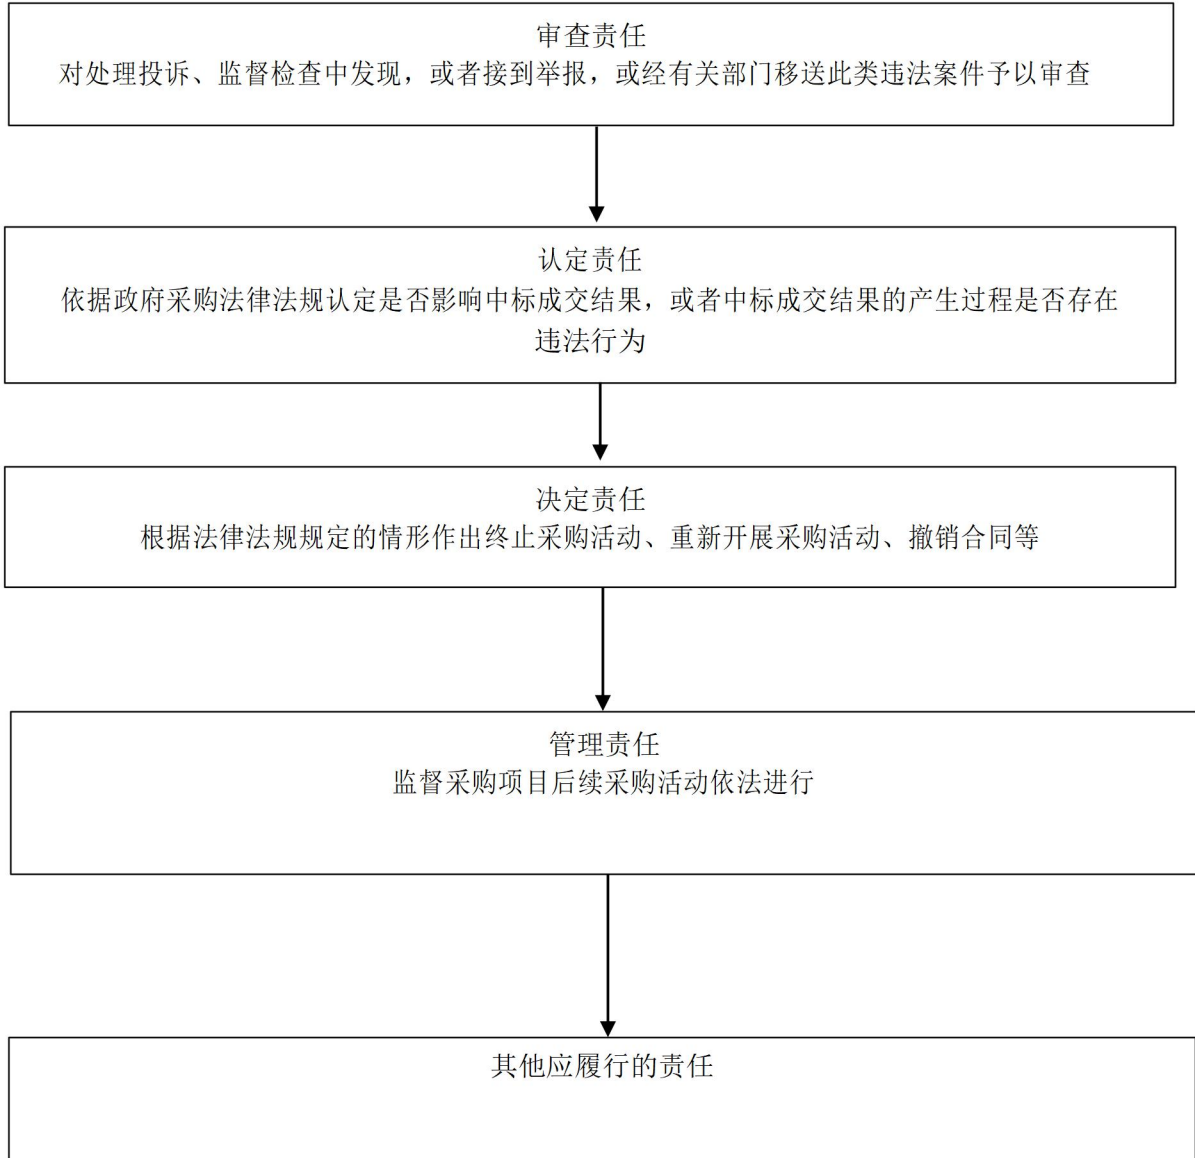 审查责任
对处理投诉、监督检查中发现，或者接到举报，或经有关部门移送此类违法案件予以审查
认定责任
依据政府采购法律法规认定是否影响中标成交结果，或者中标成交结果的产生过程是否存在
违法行为
决定责任
根据法律法规规定的情形作出终止采购活动、重新开展采购活动、撤销合同等
管理责任
监督采购项目后续采购活动依法进行
其他应履行的责任